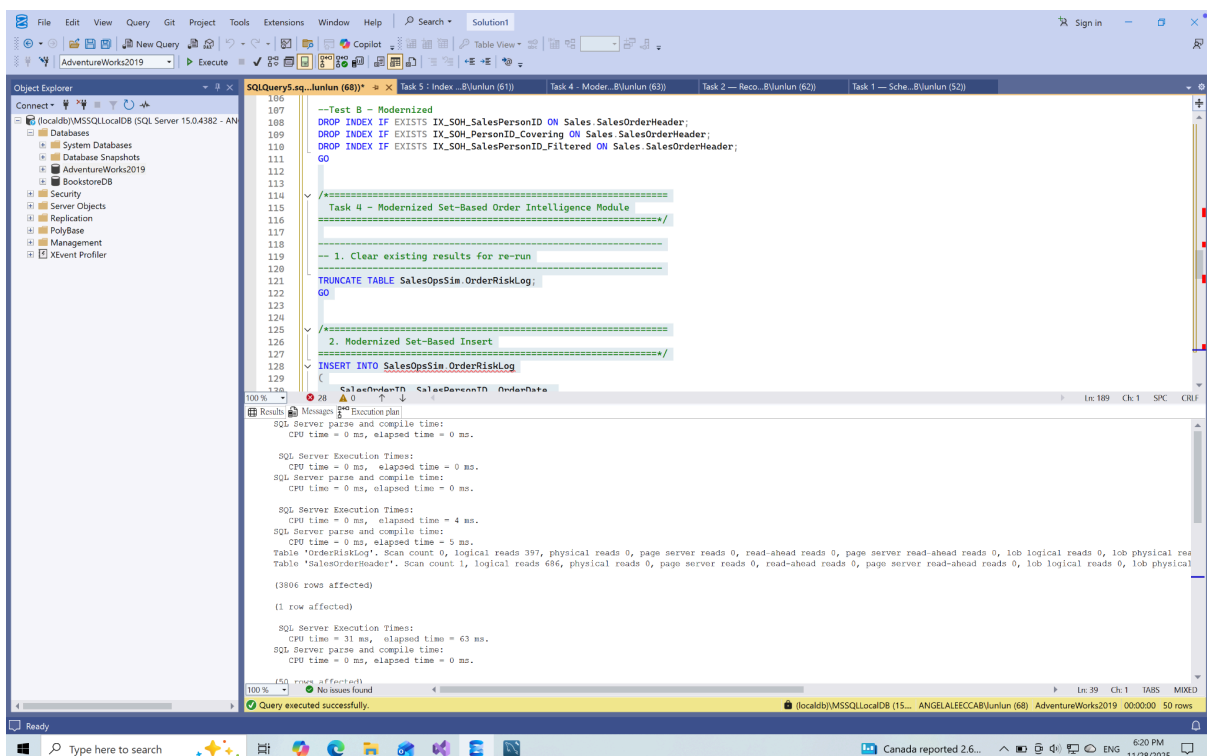 File Edit View Query Git Project Tools Extensions Window Help Search Solution1 Sign in
New Query Copilot Table View
AdventureWorks2019 Execute
Object Explorer
Connect
(localdb)\MSSQLLocalDB (SQL Server 15.0.4382 - AN
Databases
System Databases
Database Snapshots
AdventureWorks2019
BookstoreDB
Security
Server Objects
Replication
PolyBase
Management
XEvent Profiler
SQLQuery5.sq...lunlun (68))* Task 5 : Index ...B\lunlun (61)) Task 4 - Moder...B\lunlun (63)) Task 2 — Reco...B\lunlun (62)) Task 1 — Sche...B\lunlun (52))
106
107 --Test B - Modernized
108 DROP INDEX IF EXISTS IX_SOH_SalesPersonID ON Sales.SalesOrderHeader;
109 DROP INDEX IF EXISTS IX_SOH_PersonID_Covering ON Sales.SalesOrderHeader;
110 DROP INDEX IF EXISTS IX_SOH_SalesPersonID_Filtered ON Sales.SalesOrderHeader;
111 GO
112
113
114 /*==============================================================
115 Task 4 - Modernized Set-Based Order Intelligence Module
116 ==============================================================*/
117
118 ---------------------------------------------------------------
119 -- 1. Clear existing results for re-run
120 ---------------------------------------------------------------
121 TRUNCATE TABLE SalesOpsSim.OrderRiskLog;
122 GO
123
124
125 /*==============================================================
126 2. Modernized Set-Based Insert
127 ==============================================================*/
128 INSERT INTO SalesOpsSim.OrderRiskLog
129 (
130 SalesOrderID, SalesPersonID, OrderDate,
100 % 28 0 Ln: 189 Ch: 1 SPC CRLF
Results Messages Execution plan
SQL Server parse and compile time:
CPU time = 0 ms, elapsed time = 0 ms.
SQL Server Execution Times:
CPU time = 0 ms, elapsed time = 0 ms.
SQL Server parse and compile time:
CPU time = 0 ms, elapsed time = 0 ms.
SQL Server Execution Times:
CPU time = 0 ms, elapsed time = 4 ms.
SQL Server parse and compile time:
CPU time = 0 ms, elapsed time = 5 ms.
Table 'OrderRiskLog'. Scan count 0, logical reads 397, physical reads 0, page server reads 0, read-ahead reads 0, page server read-ahead reads 0, lob logical reads 0, lob physical rea
Table 'SalesOrderHeader'. Scan count 1, logical reads 686, physical reads 0, page server reads 0, read-ahead reads 0, page server read-ahead reads 0, lob logical reads 0, lob physical
(3806 rows affected)
(1 row affected)
SQL Server Execution Times:
CPU time = 31 ms, elapsed time = 63 ms.
SQL Server parse and compile time:
CPU time = 0 ms, elapsed time = 0 ms.
(50 rows affected)
100 % No issues found Ln: 39 Ch: 1 TABS MIXED
Query executed successfully. (localdb)\MSSQLLocalDB (15... ANGELALEECCAB\lunlun (68) AdventureWorks2019 00:00:00 50 rows
Ready
Type here to search Canada reported 2.6... ENG 6:20 PM
11/28/2025